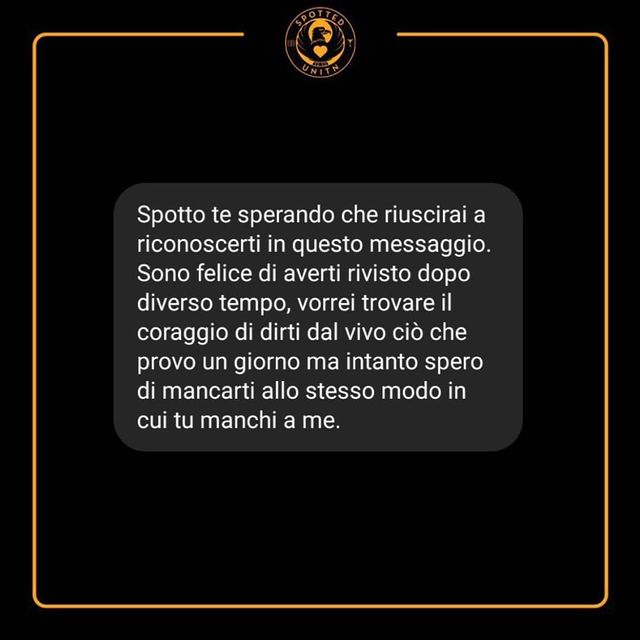 SPOTTED
UNITN
Spotto te sperando che riuscirai a
riconoscerti in questo messaggio.
Sono felice di averti rivisto dopo
diverso tempo, vorrei trovare il
coraggio di dirti dal vivo ciò che
provo un giorno ma intanto spero
di mancarti allo stesso modo in
cui tu manchi a me.